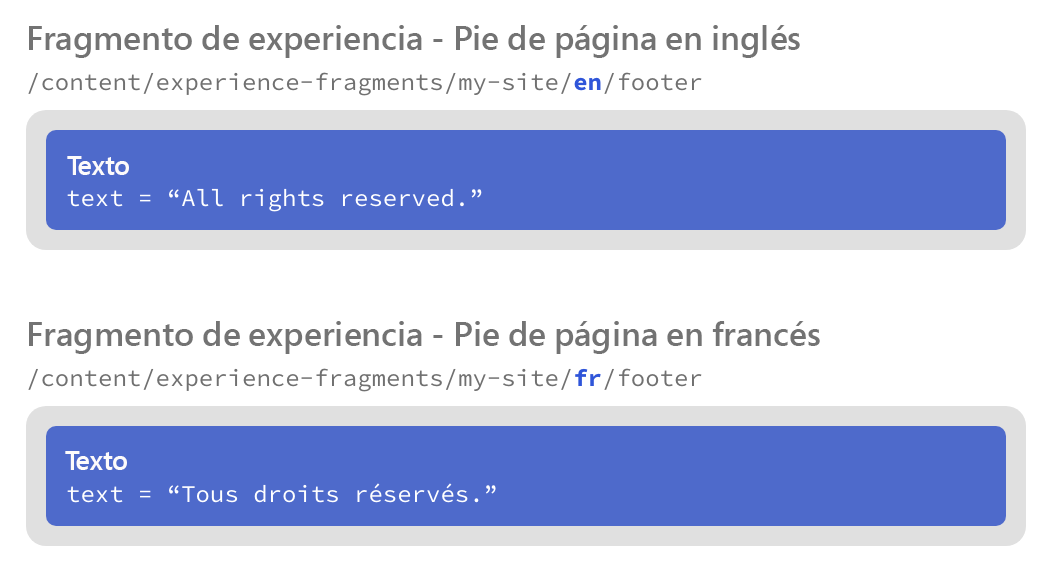 Fragmento de experiencia - Pie de página en inglés
/content/experience-fragments/my-site/en/footer
Texto
text = “All rights reserved.”
Fragmento de experiencia - Pie de página en francés
/content/experience-fragments/my-site/fr/footer
Texto
text = “Tous droits réservés.”